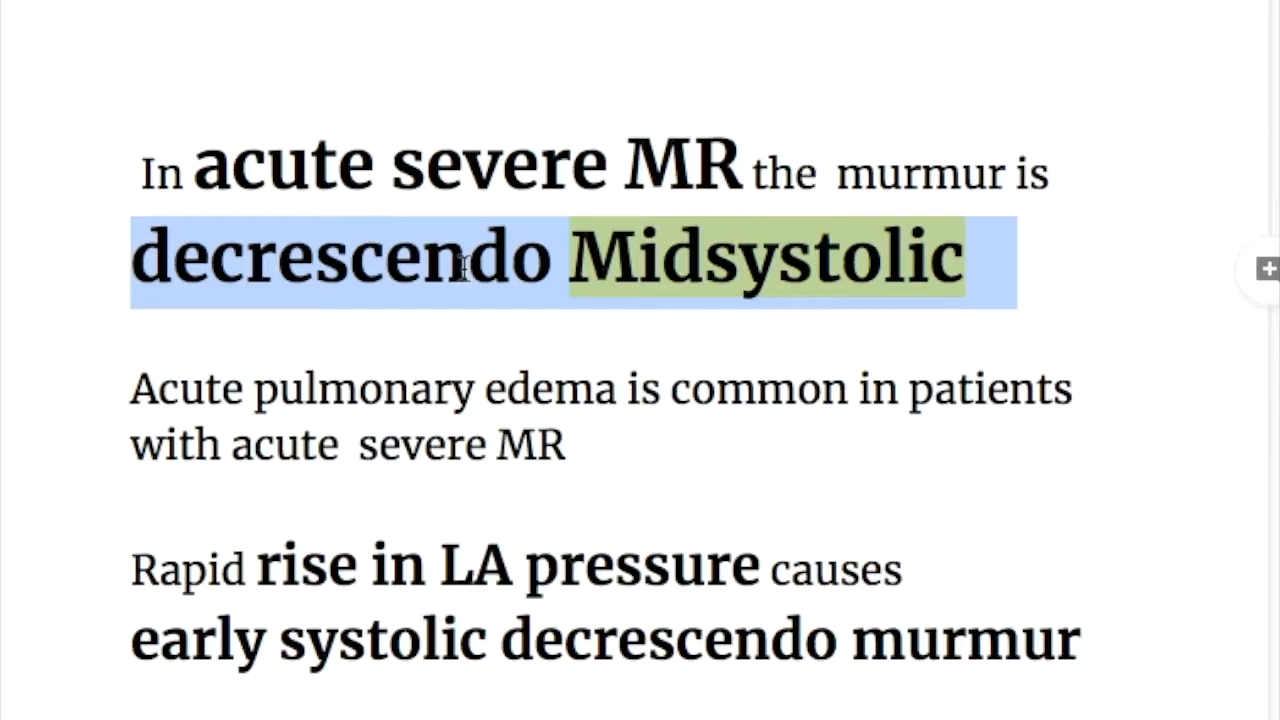 In acute severe MR the murmur is
decrescendo Midsystolic
Acute pulmonary edema is common in patients
with acute severe MR
Rapid rise in LA pressure causes
early systolic decrescendo murmur